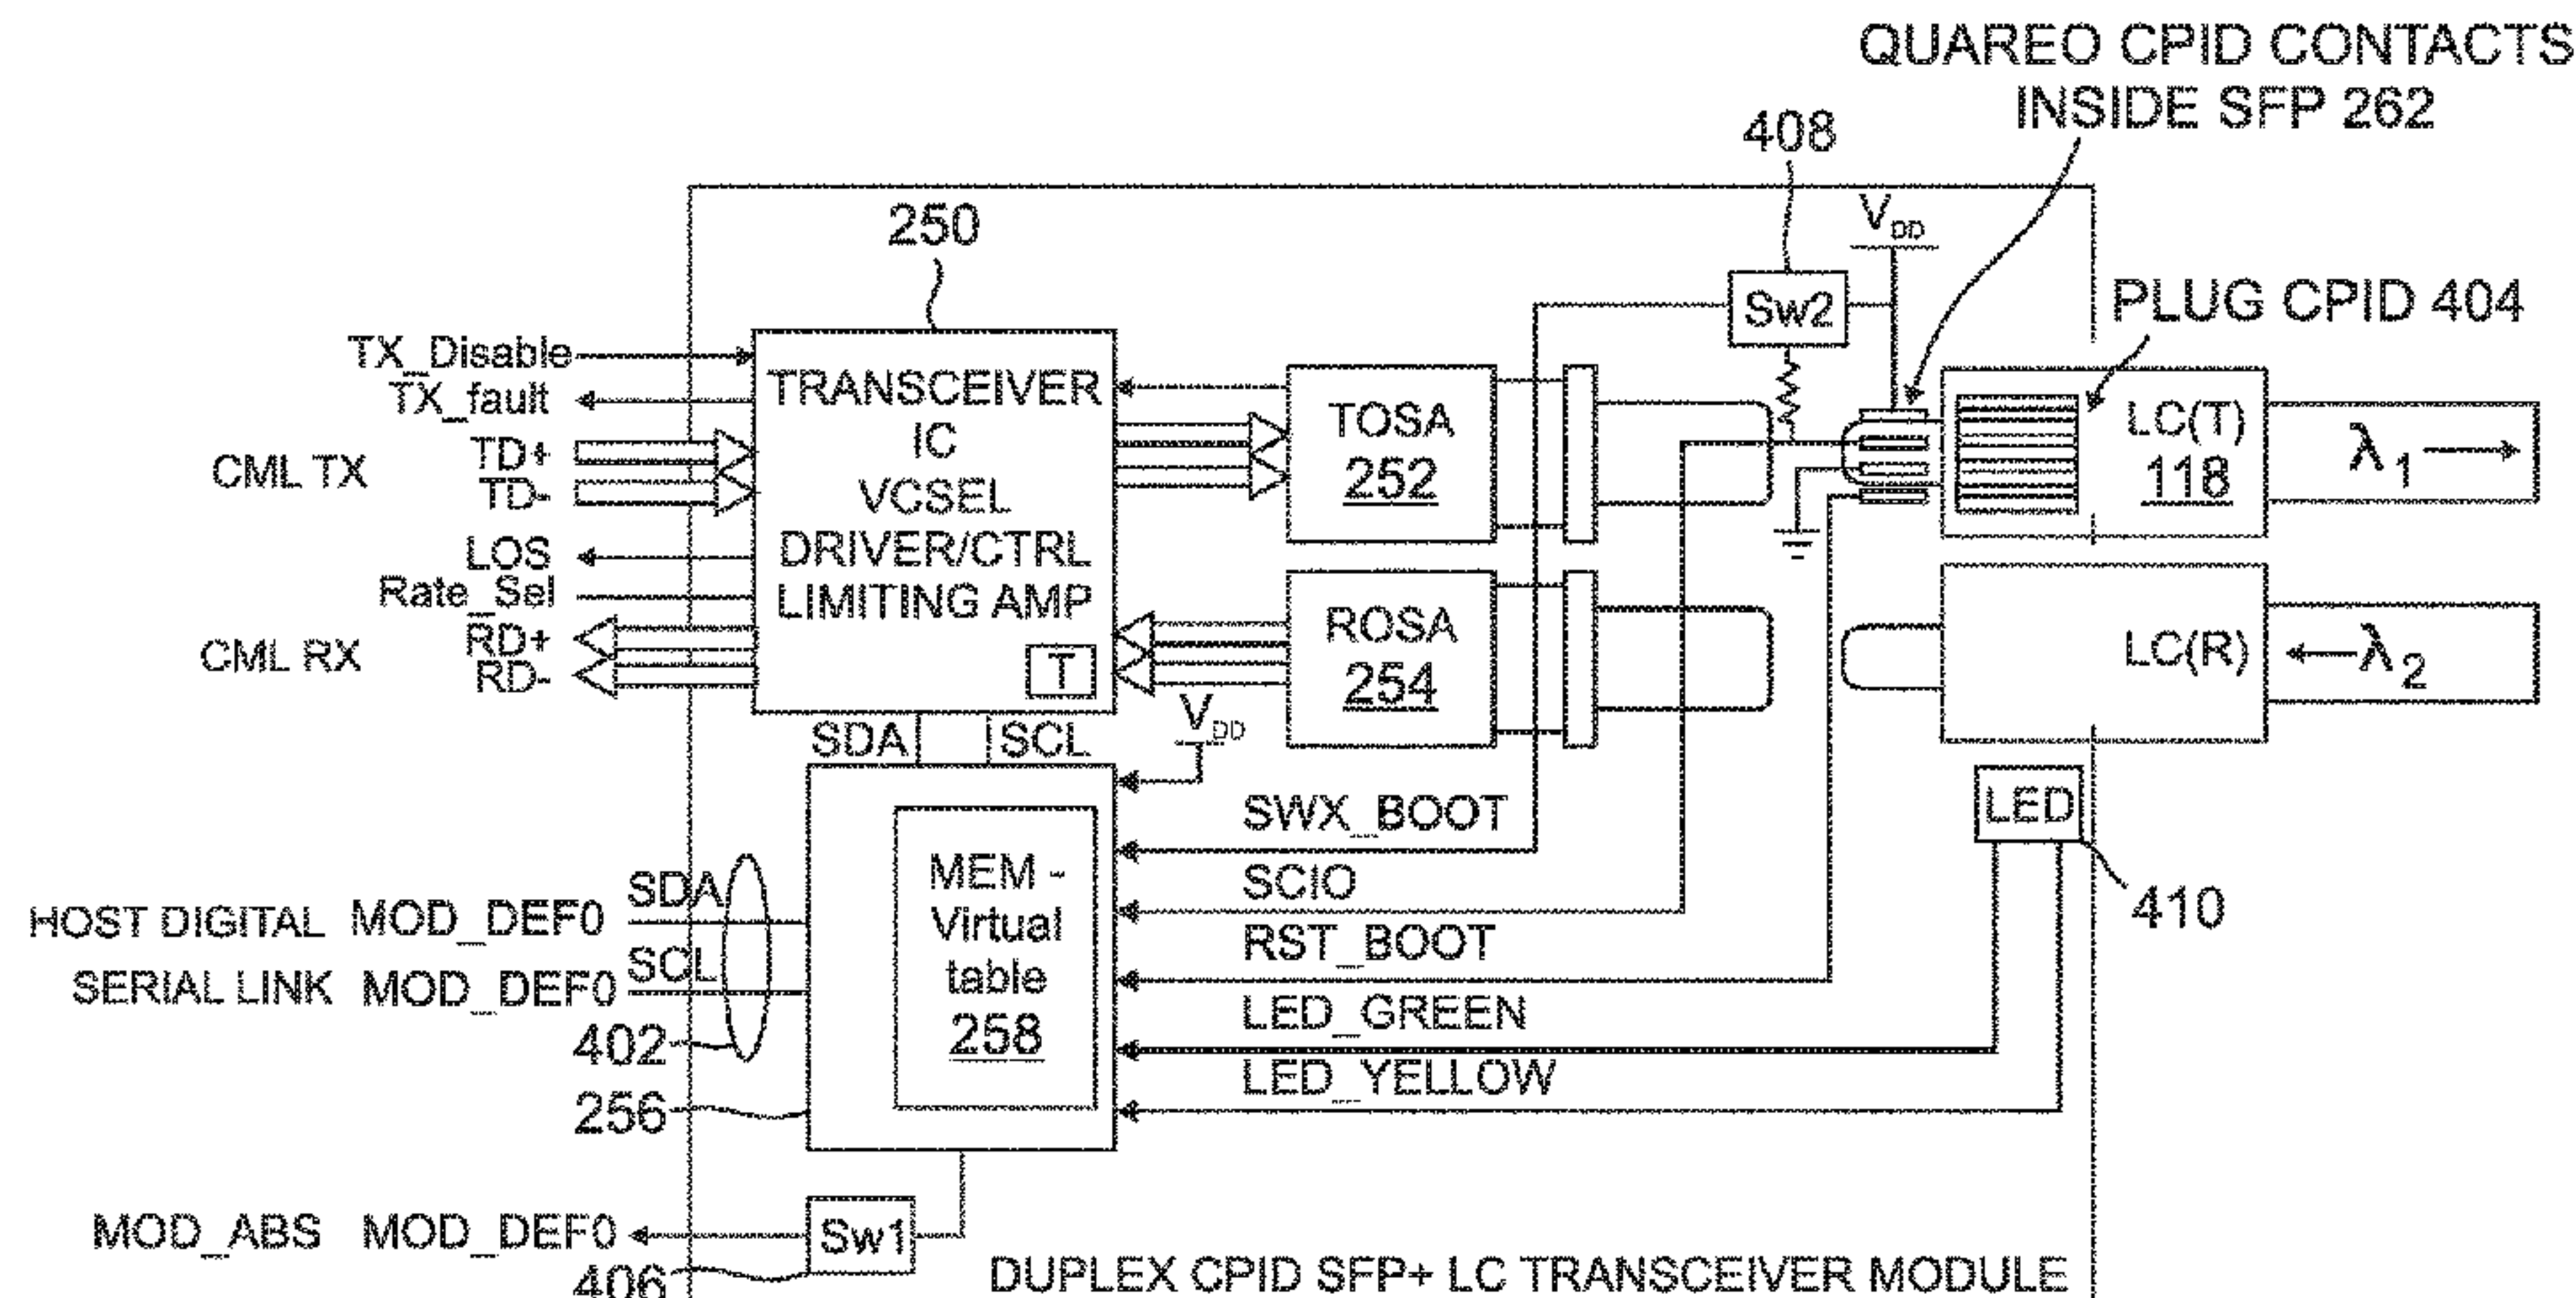 QUAREO CPID CONTACTS
INSIDE SFP 262
408
V DD
250
Sw2
PLUG CPID 404
TX_Disable
TX_fault
CML TX
TD+
TD-
LOS
Rate_Sel
CML RX
RD+
RD-
TRANSCEIVER
IC
VCSEL
DRIVER/CTRL
LIMITING AMP
T
TOSA
252
ROSA
254
LC(T)
118
λ1
LC(R)
λ2
SDA
SCL
V DD
SWX_BOOT
SCIO
RST_BOOT
LED_GREEN
LED_YELLOW
LED
410
MEM -
Virtual
table
258
HOST DIGITAL MOD_DEF0 SDA
SERIAL LINK MOD_DEF0 SCL
402
256
MOD_ABS MOD_DEF0
Sw1
406
DUPLEX CPID SFP+ LC TRANSCEIVER MODULE